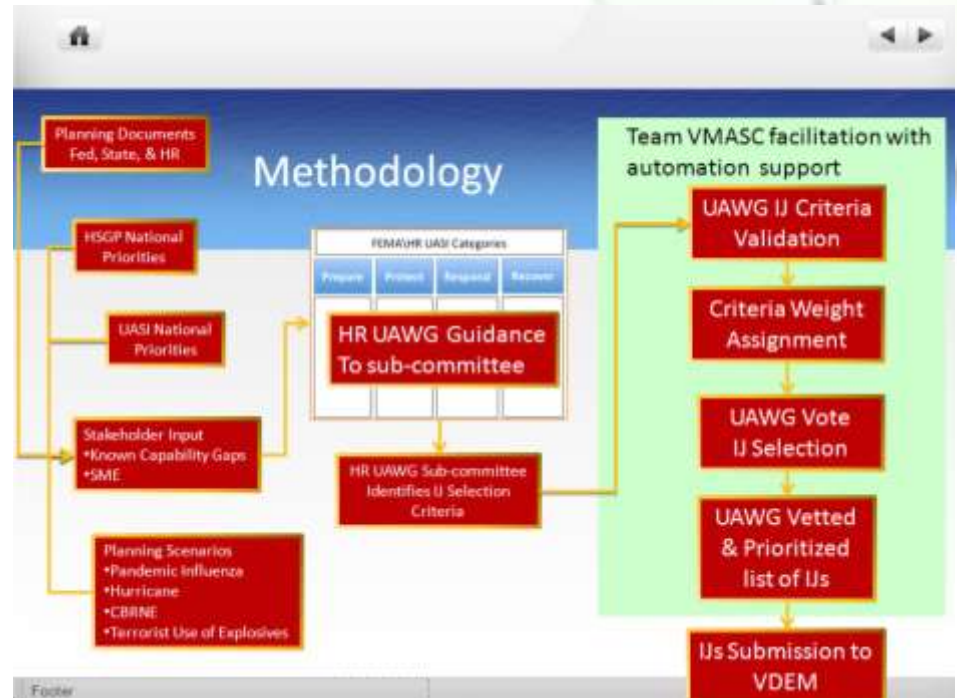 Planning Documents
Fed, State, & HR
Methodology
HSGP National
Priorities
UASI National
Priorities
Stakeholder Input
•Known Capability Gaps
•SME
Planning Scenarios
•Pandemic Influenza
•Hurricane
•CBRNE
•Terrorist Use of Explosives
FEMA\HR UASI Categories
Prepare Protect Respond Recover
HR UAWG Guidance
To sub-committee
HR UAWG Sub-committee
Identifies IJ Selection
Criteria
Team VMASC facilitation with
automation support
UAWG IJ Criteria
Validation
Criteria Weight
Assignment
UAWG Vote
IJ Selection
UAWG Vetted
& Prioritized
list of IJs
IJs Submission to
VDEM
Footer